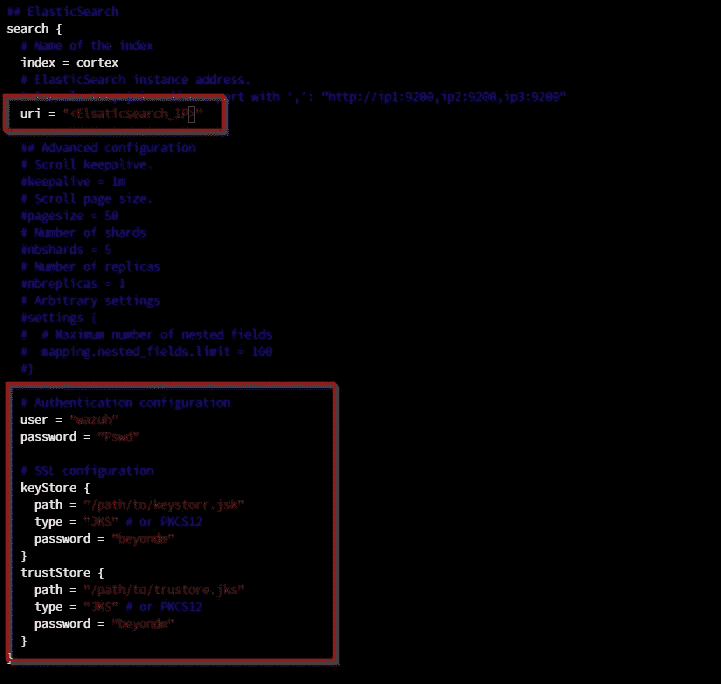 ## ElasticSearch
search {
# Name of the index
index = cortex
# ElasticSearch instance address.
with ',': "http://ip1:9200,ip2:9200,ip3:9200"
uri = "<Elsaticsearch_IP>"
## Advanced configuration
# Scroll keepalive.
#keepalive = 1m
# Scroll page size.
#pagesize = 50
# Number of shards
#nbshards = 5
# Number of replicas
#nbreplicas = 1
# Arbitrary settings
#settings {
#  # Maximum number of nested fields
#  mapping.nested_fields.limit = 100
#}
# Authentication configuration
user = "wazuh"
password = "Pswd"
# SSL configuration
keyStore {
path = "/path/to/keystorr.jsk"
type = "JKS" # or PKCS12
password = "beyondm"
}
trustStore {
path = "/path/to/trustore.jks"
type = "JKS" # or PKCS12
password = "beyondm"
}
}